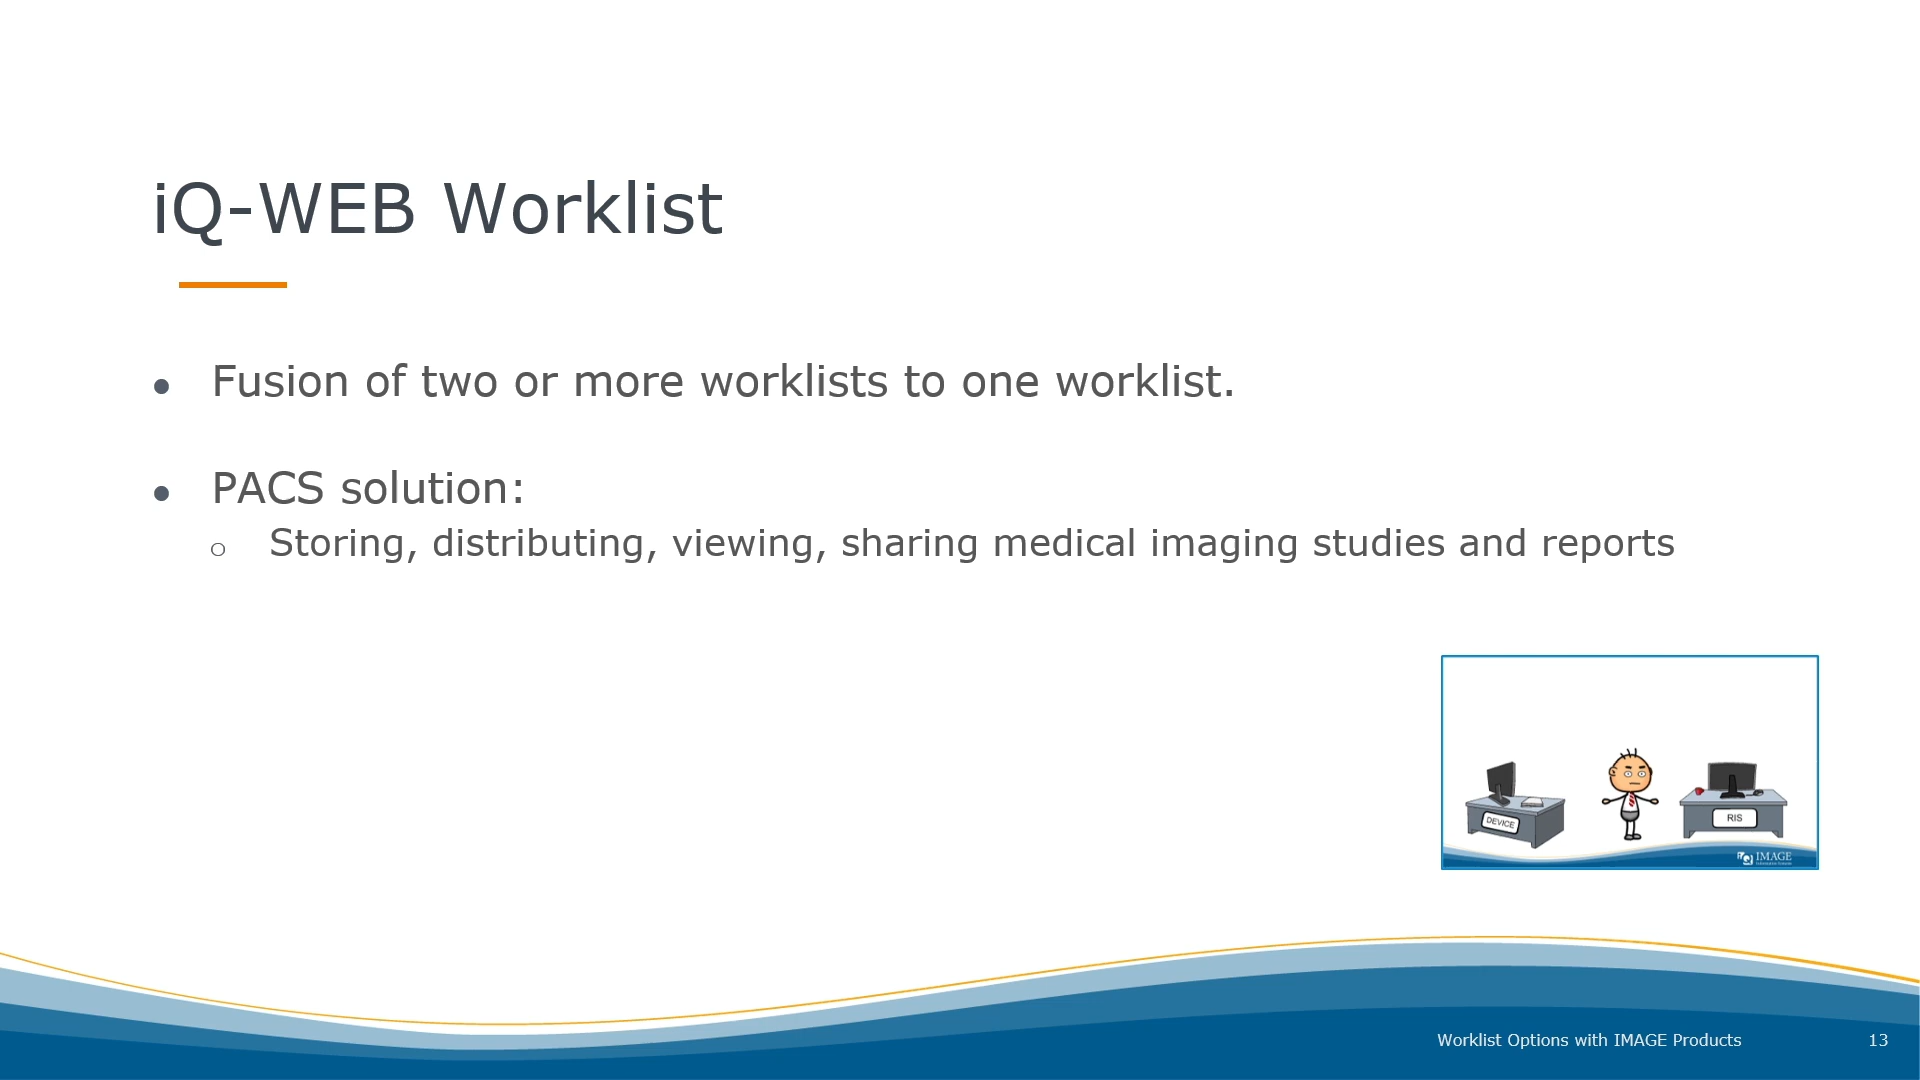 iQ-WEB Worklist
● Fusion of two or more worklists to one worklist.
● PACS solution:
o Storing, distributing, viewing, sharing medical imaging studies and reports
DEVICE
RIS
IMAGE
Worklist Options with IMAGE Products
13